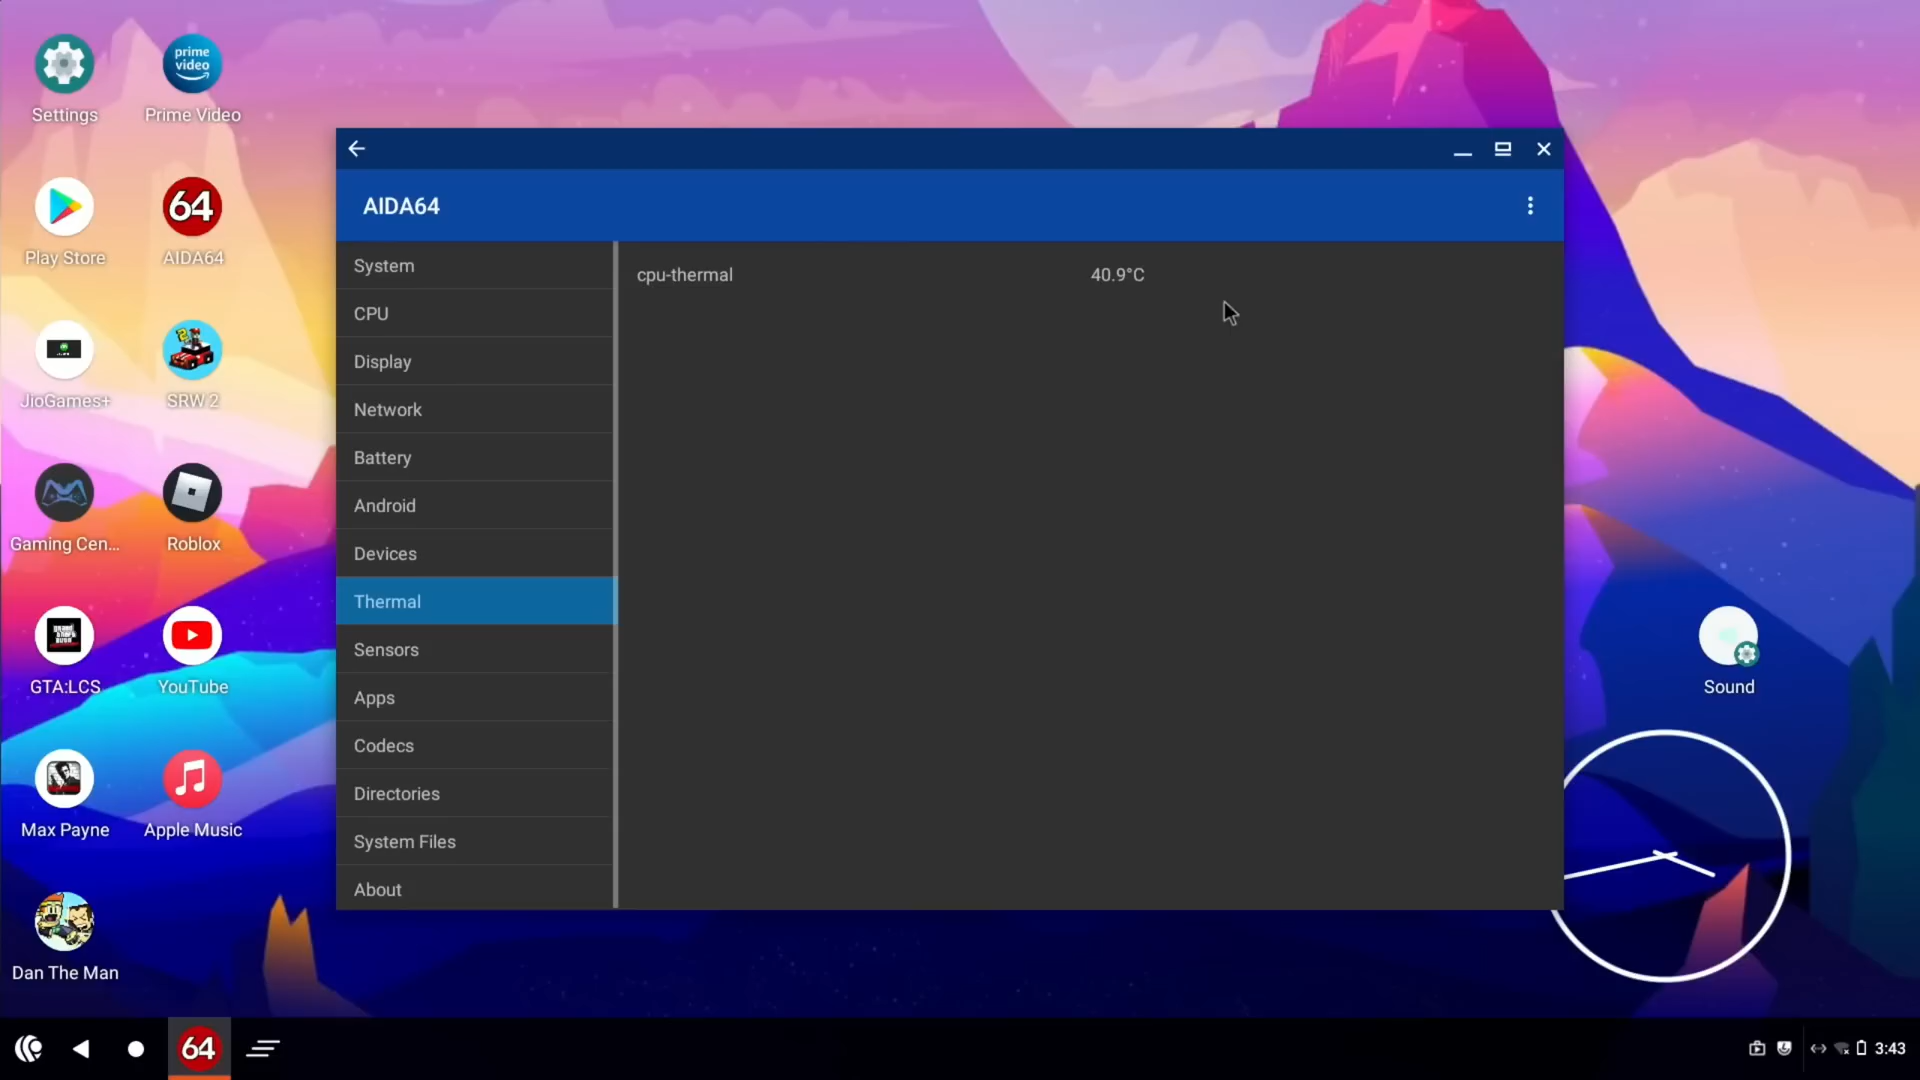 Settings
prime
video
Prime Video
Play Store
64
AIDA64
JioGames+
SRW 2
Gaming Cen...
Roblox
GTA:LCS
YouTube
Max Payne
Apple Music
Dan The Man
AIDA64
System
CPU
Display
Network
Battery
Android
Devices
Thermal
Sensors
Apps
Codecs
Directories
System Files
About
cpu-thermal 40.9°C
Sound
64
3:43